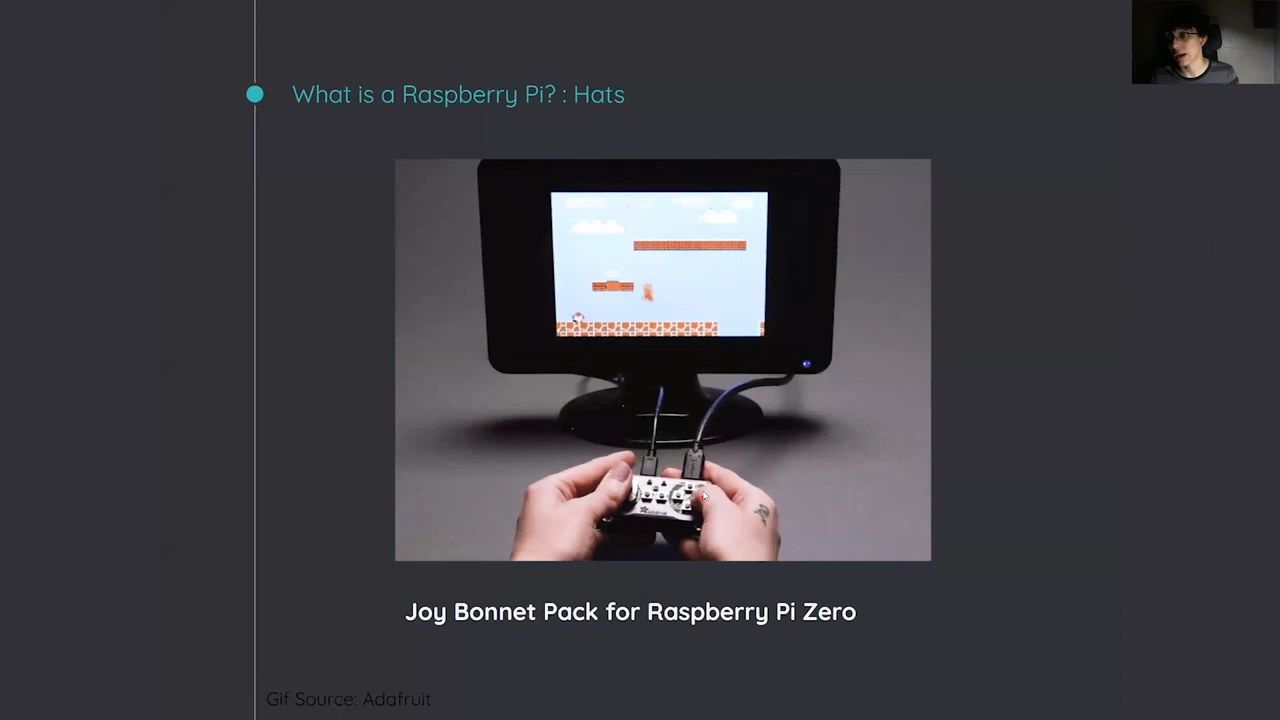 What is a Raspberry Pi? : Hats
Joy Bonnet Pack for Raspberry Pi Zero
Gif Source: Adafruit